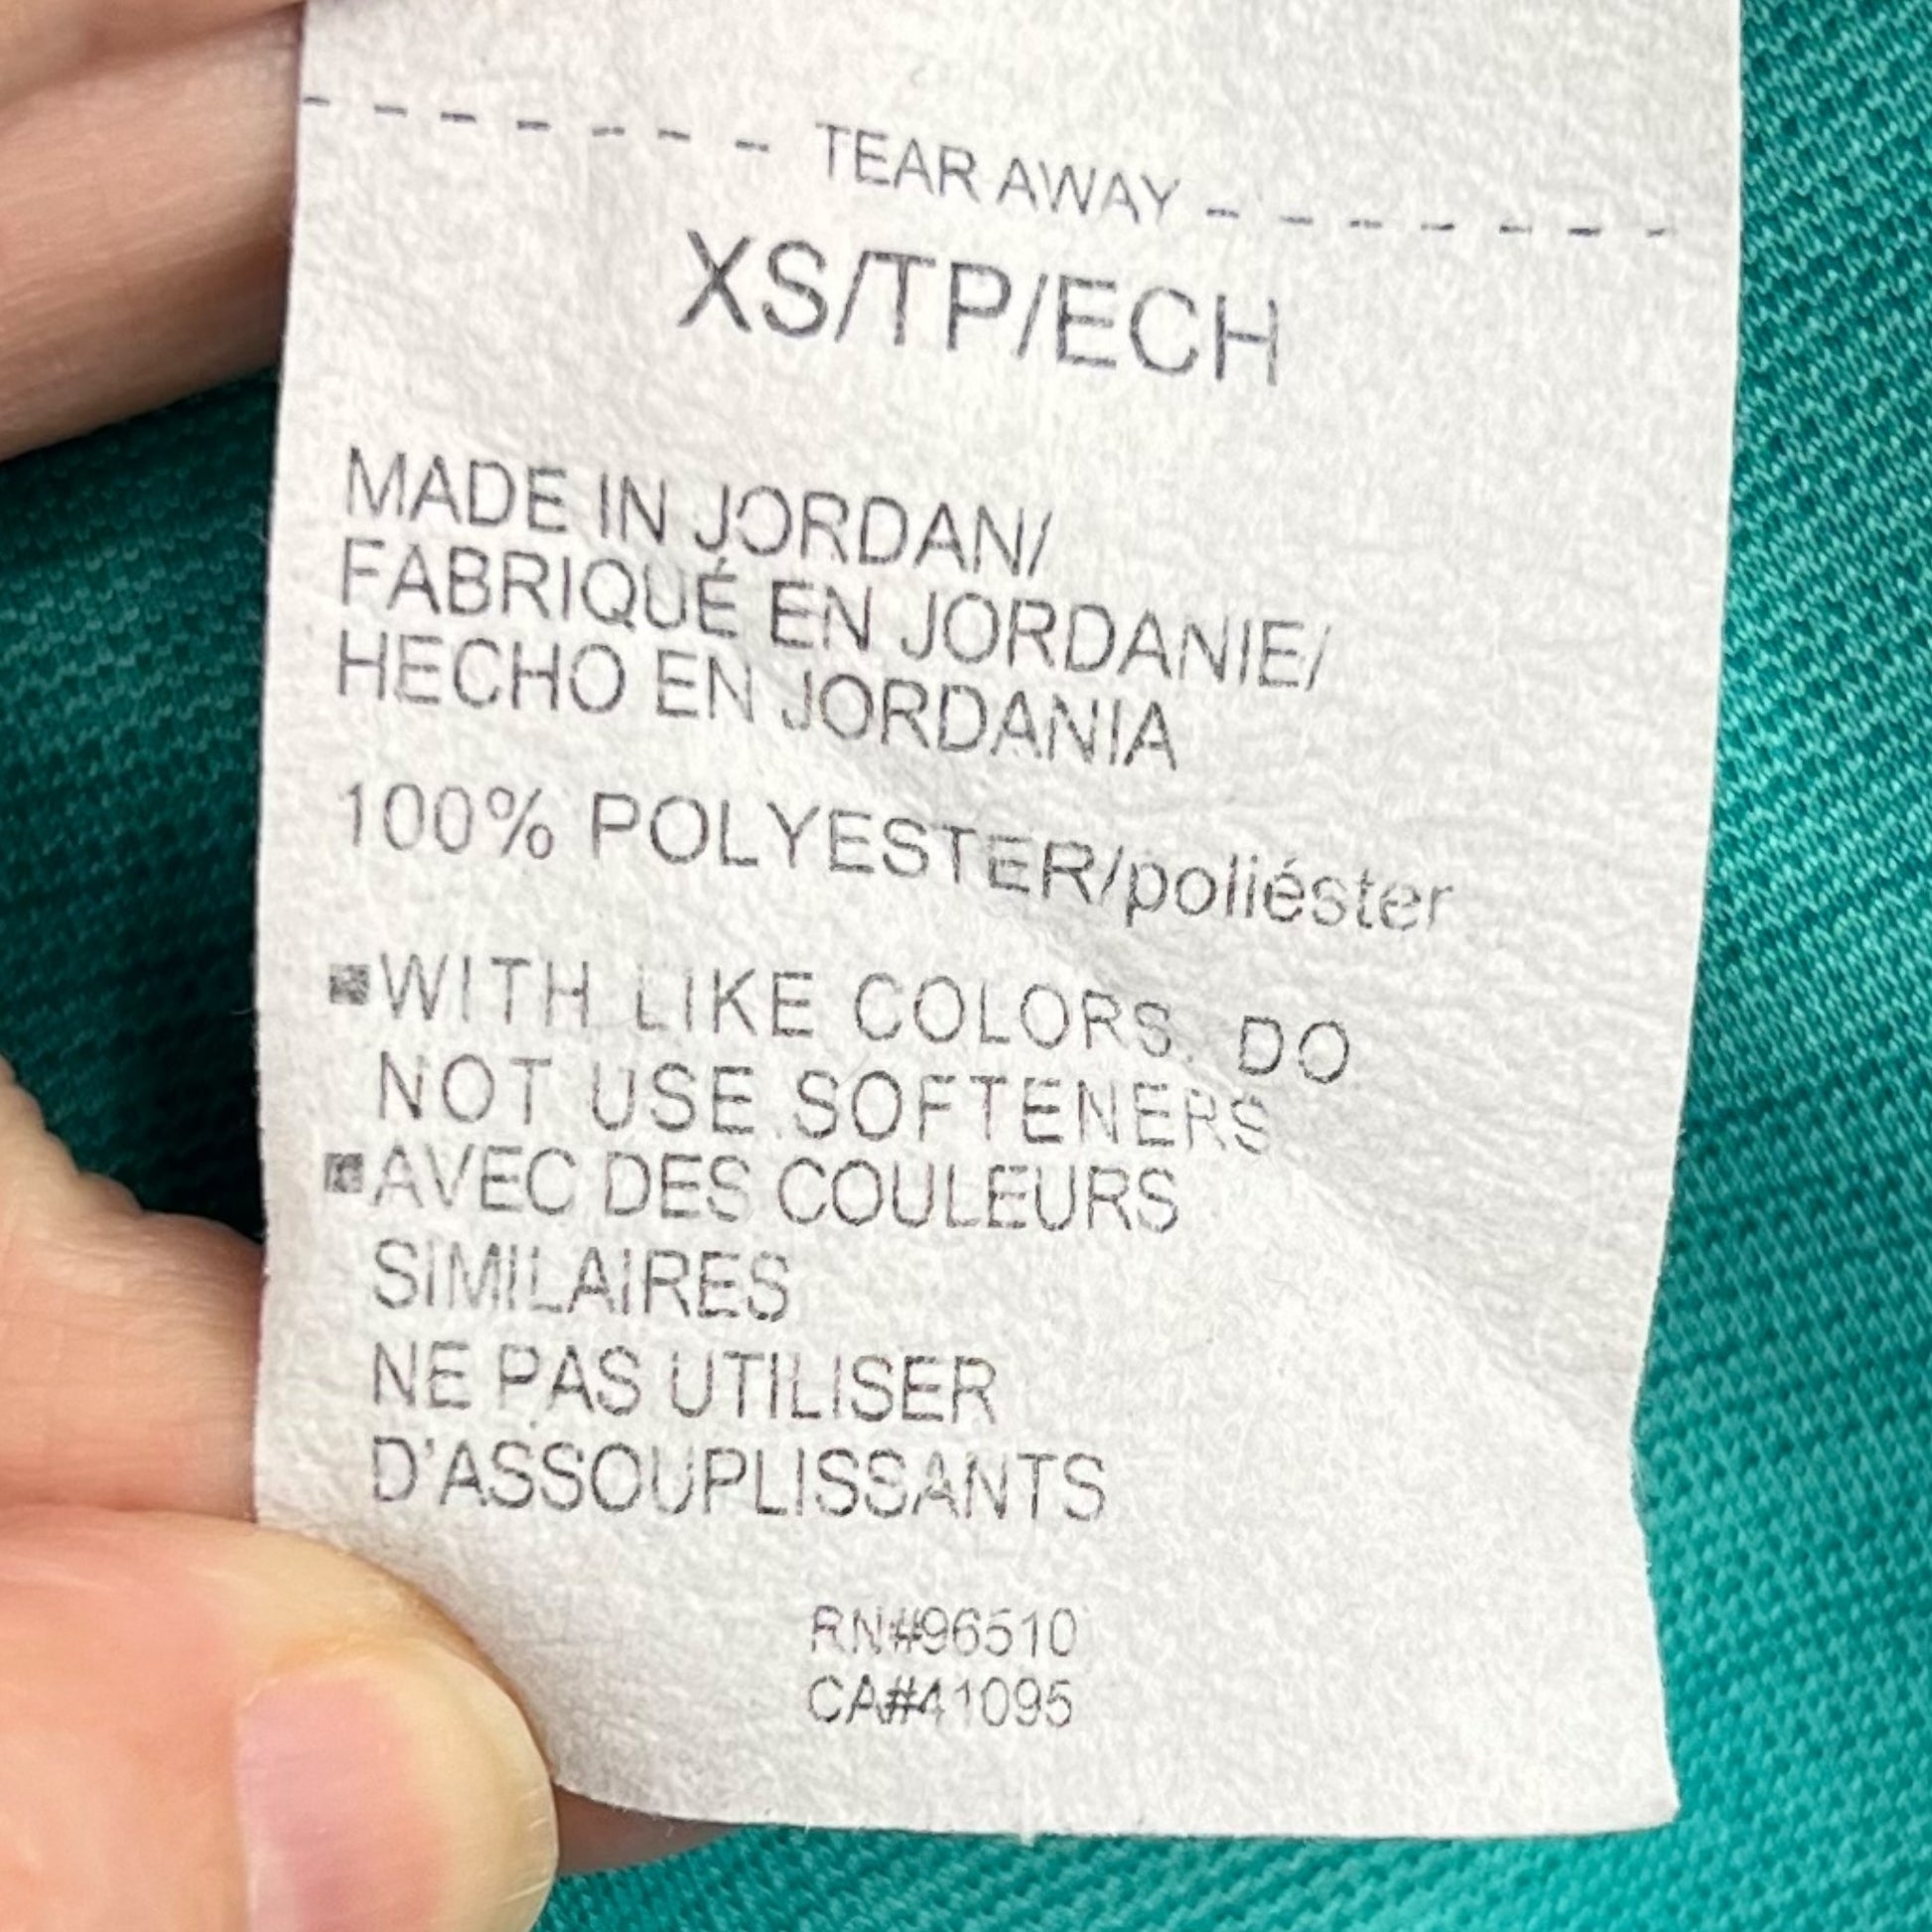 TEAR AWAY
XS/TP/ECH
MADE IN JORDAN/
FABRIQUÉ EN JORDANIE/
HECHO EN JORDANIA
100% POLYESTER/poliéster
▪WITH LIKE COLORS. DO
NOT USE SOFTENERS
▪AVEC DES COULEURS
SIMILAIRES
NE PAS UTILISER
D'ASSOUPLISSANTS
RN#96510
CA#41095